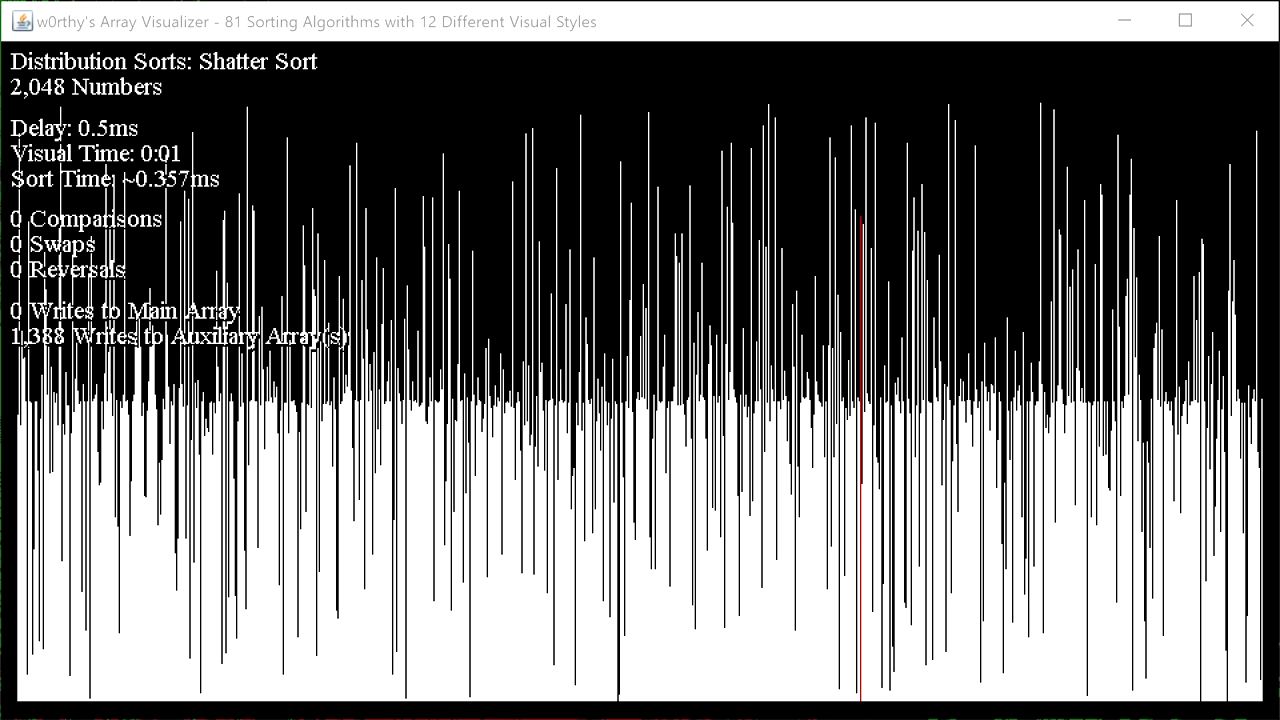 w0rthy's Array Visualizer - 81 Sorting Algorithms with 12 Different Visual Styles
Distribution Sorts: Shatter Sort
2,048 Numbers
Delay: 0.5ms
Visual Time: 0:01
Sort Time: ~0.357ms
0 Comparisons
0 Swaps
0 Reversals
0 Writes to Main Array
1,388 Writes to Auxiliary Array(s)